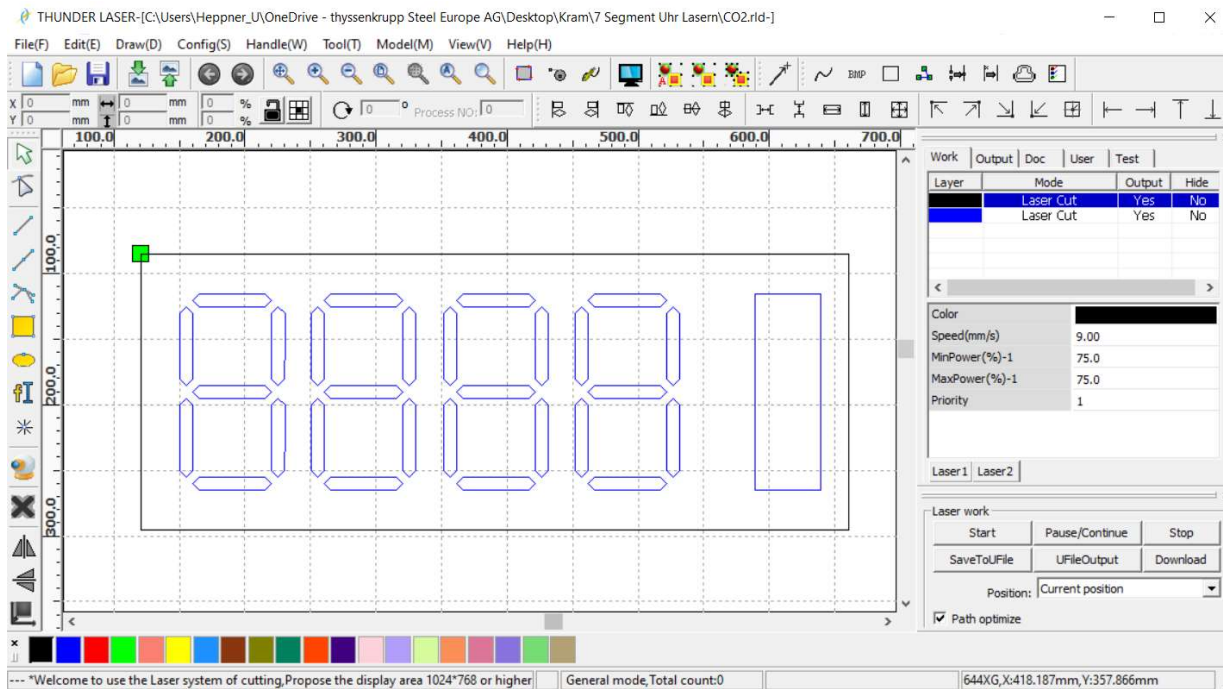 THUNDER LASER-[C:\Users\Heppner_U\OneDrive - thyssenkrupp Steel Europe AG\Desktop\Kram\7 Segment Uhr Lasern\CO2.rld-]
File(F) Edit(E) Draw(D) Config(S) Handle(W) Tool(T) Model(M) View(V) Help(H)
BMP
X 0 mm 0 mm 0 %
Y 0 mm 0 mm 0 %
0 ° Process NO: 0
100.0 200.0 300.0 400.0 500.0 600.0 700.0
100.0
200.0
300.0
Work Output Doc User Test
Layer Mode Output Hide
Laser Cut Yes No
Laser Cut Yes No
Color
Speed(mm/s) 9.00
MinPower(%)-1 75.0
MaxPower(%)-1 75.0
Priority 1
Laser1 Laser2
Laser work
Start Pause/Continue Stop
SaveToUFile UFileOutput Download
Position: Current position
Path optimize
--- *Welcome to use the Laser system of cutting,Propose the display area 1024*768 or higher General mode,Total count:0 644XG,X:418.187mm,Y:357.866mm